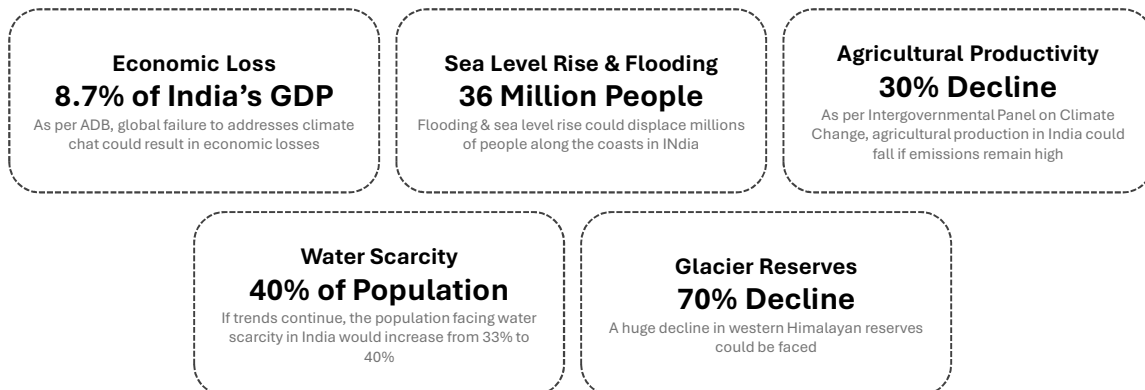 Economic Loss
8.7% of India’s GDP
As per ADB, global failure to addresses climate
chat could result in economic losses
Sea Level Rise & Flooding
36 Million People
Flooding & sea level rise could displace millions
of people along the coasts in INdia
Agricultural Productivity
30% Decline
As per Intergovernmental Panel on Climate
Change, agricultural production in India could
fall if emissions remain high
Water Scarcity
40% of Population
If trends continue, the population facing water
scarcity in India would increase from 33% to
40%
Glacier Reserves
70% Decline
A huge decline in western Himalayan reserves
could be faced